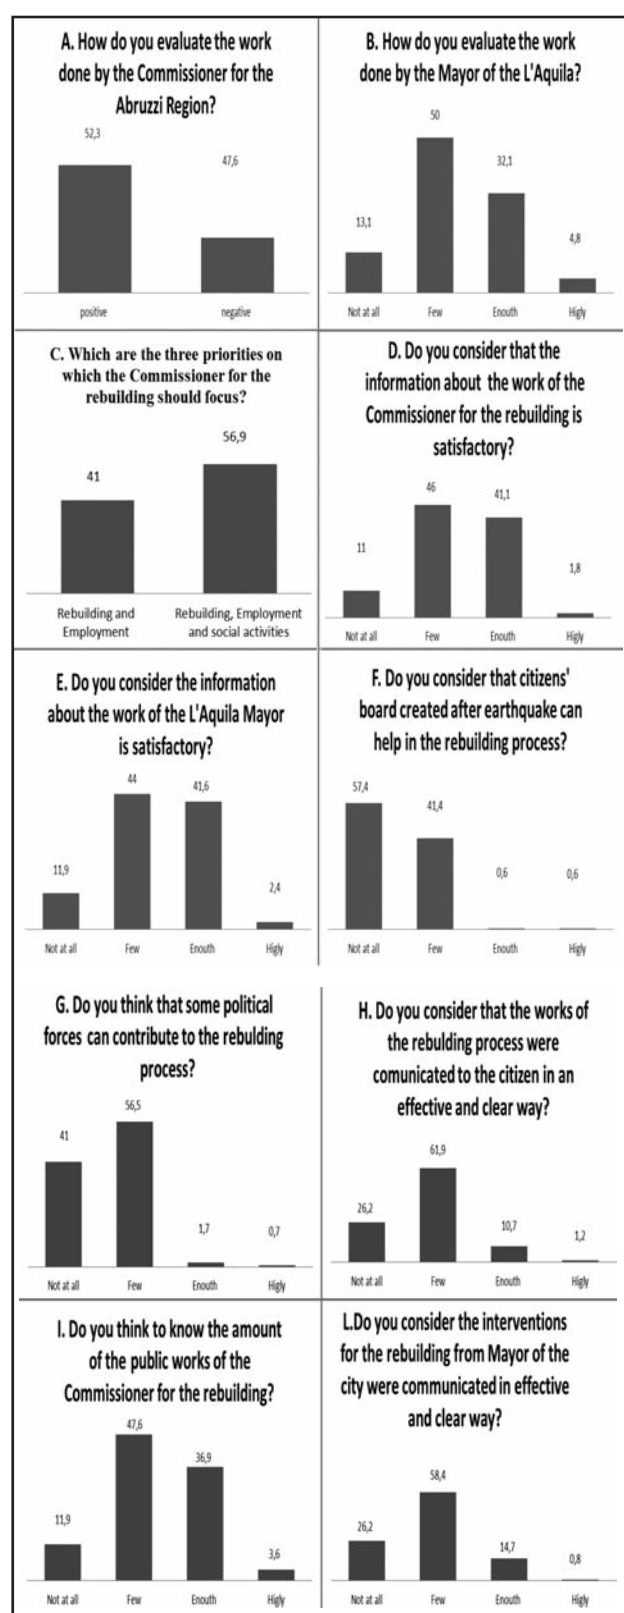 A. How do you evaluate the work
done by the Commissioner for the
Abruzzi Region?
52,3
47,6
positive
negative
B. How do you evaluate the work
done by the Mayor of the L'Aquila?
50
32,1
13,1
4,8
Not at all
Few
Enouth
Higly
C. Which are the three priorities on
which the Commissioner for the
rebuilding should focus?
56,9
41
Rebuilding and
Employment
Rebuilding, Employment
and social activities
D. Do you consider that the
information about the work of the
Commissioner for the rebuilding is
satisfactory?
46
41,1
11
1,8
Not at all
Few
Enouth
Higly
E. Do you consider the information
about the work of the L'Aquila Mayor
is satisfactory?
44
41,6
11,9
2,4
Not at all
Few
Enouth
Higly
F. Do you consider that citizens'
board created after earthquake can
help in the rebuilding process?
57,4
41,4
0,6
0,6
Not at all
Few
Enouth
Higly
G. Do you think that some political
forces can contribute to the rebulding
process?
56,5
41
1,7
0,7
Not at all
Few
Enouth
Higly
H. Do you consider that the works of
the rebulding process were
comunicated to the citizen in an
effective and clear way?
61,9
26,2
10,7
1,2
Not at all
Few
Enouth
Higly
I. Do you think to know the amount
of the public works of the
Commissioner for the rebuilding?
47,6
36,9
11,9
3,6
Not at all
Few
Enouth
Higly
L.Do you consider the interventions
for the rebuilding from Mayor of the
city were communicated in effective
and clear way?
58,4
26,2
14,7
0,8
Not at all
Few
Enouth
Higly